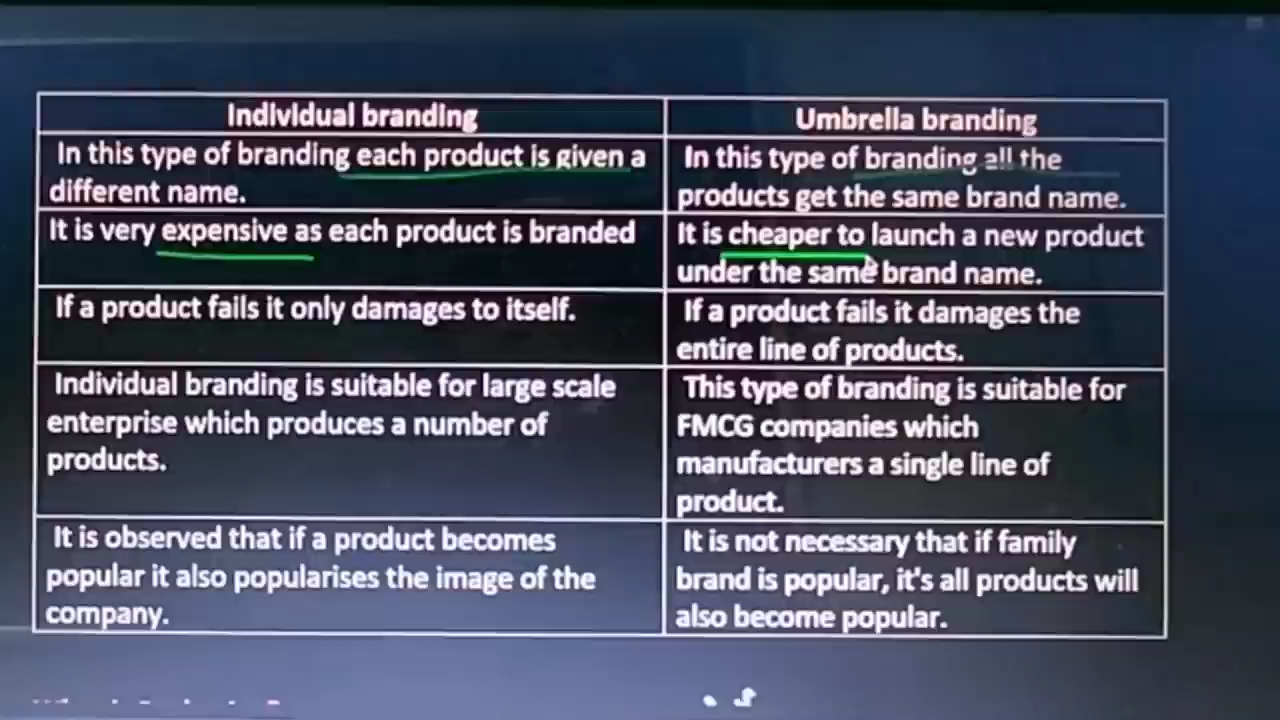 Individual branding
Umbrella branding
In this type of branding each product is given a
different name.
In this type of branding all the
products get the same brand name.
It is very expensive as each product is branded
It is cheaper to launch a new product
under the same brand name.
If a product fails it only damages to itself.
If a product fails it damages the
entire line of products.
Individual branding is suitable for large scale
enterprise which produces a number of
products.
This type of branding is suitable for
FMCG companies which
manufacturers a single line of
product.
It is observed that if a product becomes
popular it also popularises the image of the
company.
It is not necessary that if family
brand is popular, it's all products will
also become popular.